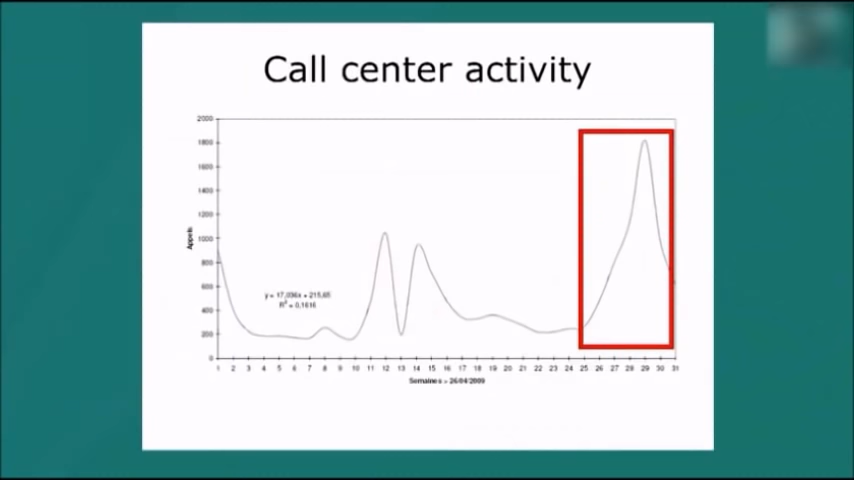 Call center activity
2000
1800
1600
1400
1200
1000
800
600
400
200
0
Appels
y = 17,096x + 215,65
R² = 0,1616
1 2 3 4 5 6 7 8 9 10 11 12 13 14 15 16 17 18 19 20 21 22 23 24 25 26 27 28 29 30 31
Semaines > 26/04/2009